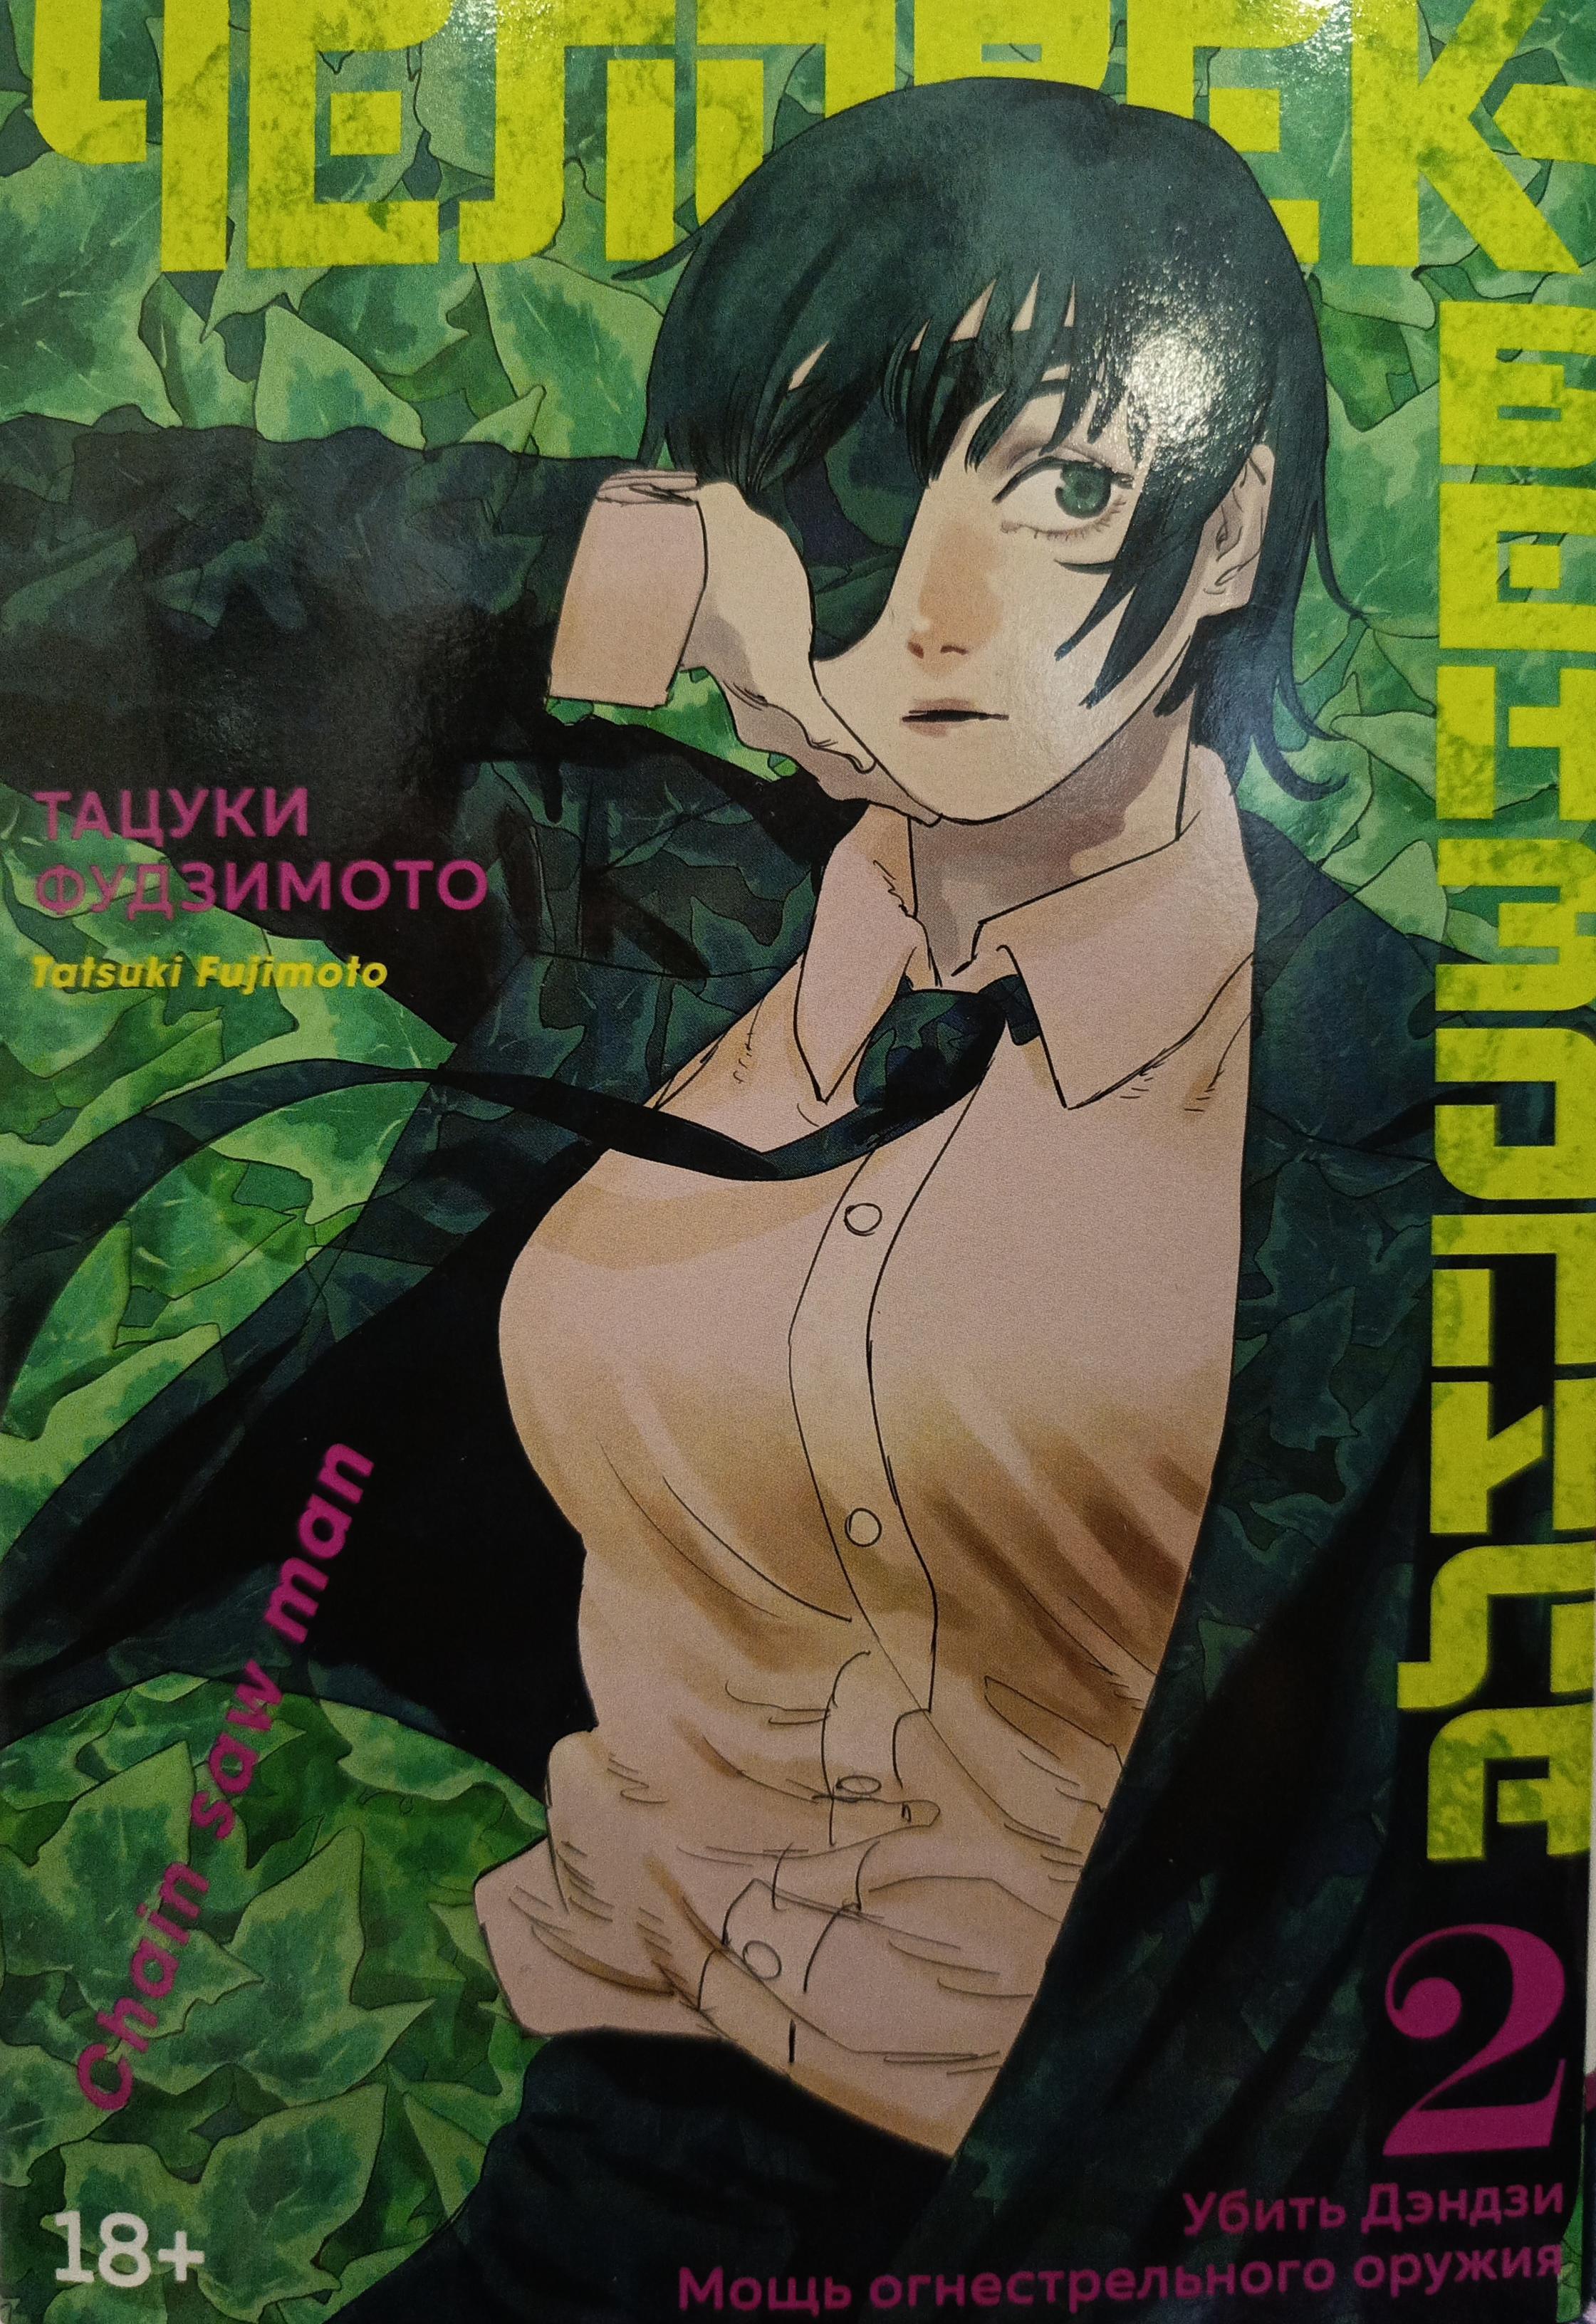 ЧЕЛОВЕК-
БЕНЗОПИЛА
ТАЦУКИ
ФУДЗИМОТО
Tatsuki Fujimoto
Chain saw man
2
Убить Дэндзи
Мощь огнестрельного оружия
18+